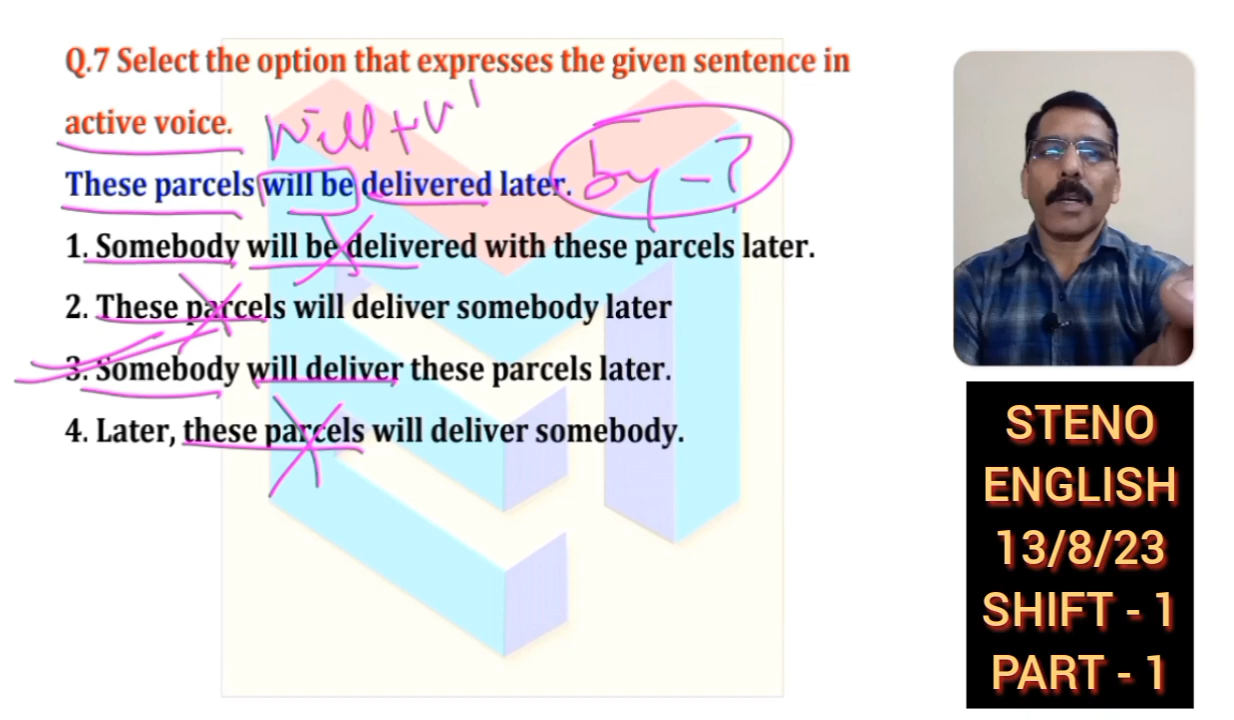 Q.7 Select the option that expresses the given sentence in
active voice.
will + v1
These parcels will be delivered later. by - ?
1. Somebody will be delivered with these parcels later.
2. These parcels will deliver somebody later
3. Somebody will deliver these parcels later.
4. Later, these parcels will deliver somebody.
STENO
ENGLISH
13/8/23
SHIFT - 1
PART - 1